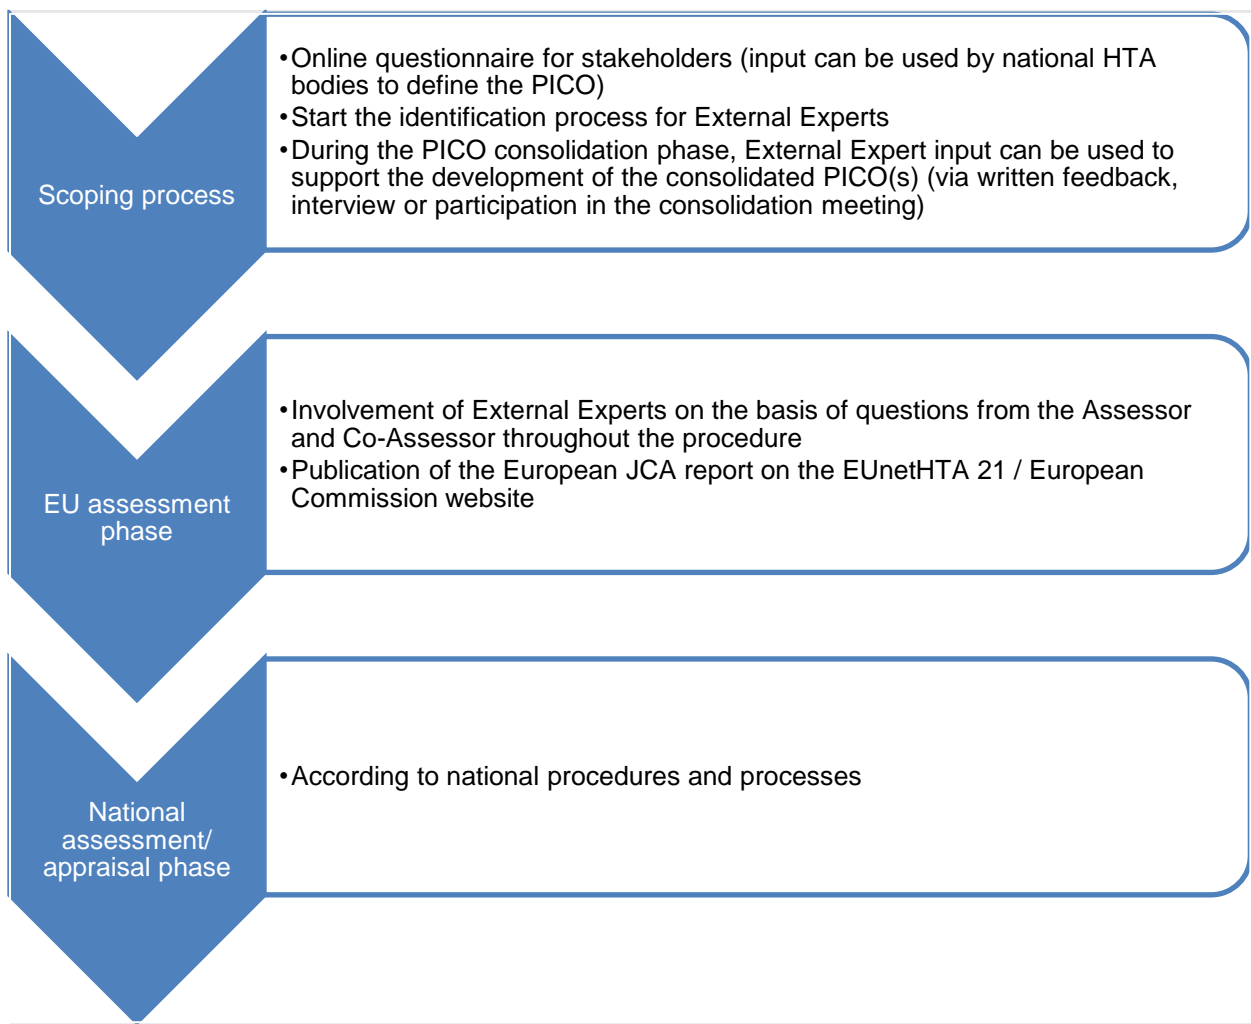 Scoping process
•Online questionnaire for stakeholders (input can be used by national HTA
bodies to define the PICO)
•Start the identification process for External Experts
•During the PICO consolidation phase, External Expert input can be used to
support the development of the consolidated PICO(s) (via written feedback,
interview or participation in the consolidation meeting)
EU assessment
phase
•Involvement of External Experts on the basis of questions from the Assessor
and Co-Assessor throughout the procedure
•Publication of the European JCA report on the EUnetHTA 21 / European
Commission website
National
assessment/
appraisal phase
•According to national procedures and processes